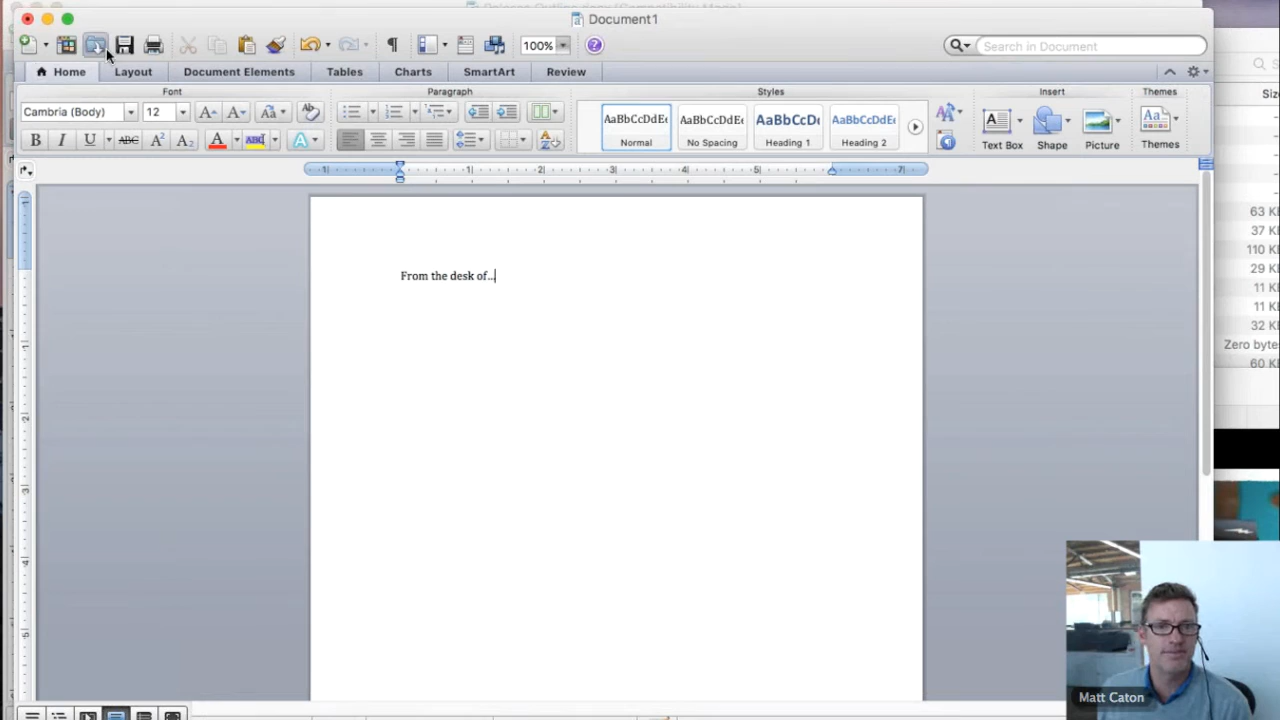 Document1
100%
Search in Document
Home
Layout
Document Elements
Tables
Charts
SmartArt
Review
Font
Paragraph
Styles
Insert
Themes
Size
Cambria (Body)
12
AaBbCcDdEe
Normal
AaBbCcDdEe
No Spacing
AaBbCcDc
Heading 1
AaBbCcDdEe
Heading 2
Text Box
Shape
Picture
Themes
From the desk of...
63 KB
37 KB
110 KB
29 KB
11 KB
11 KB
32 KB
Zero bytes
60 KB
Matt Caton